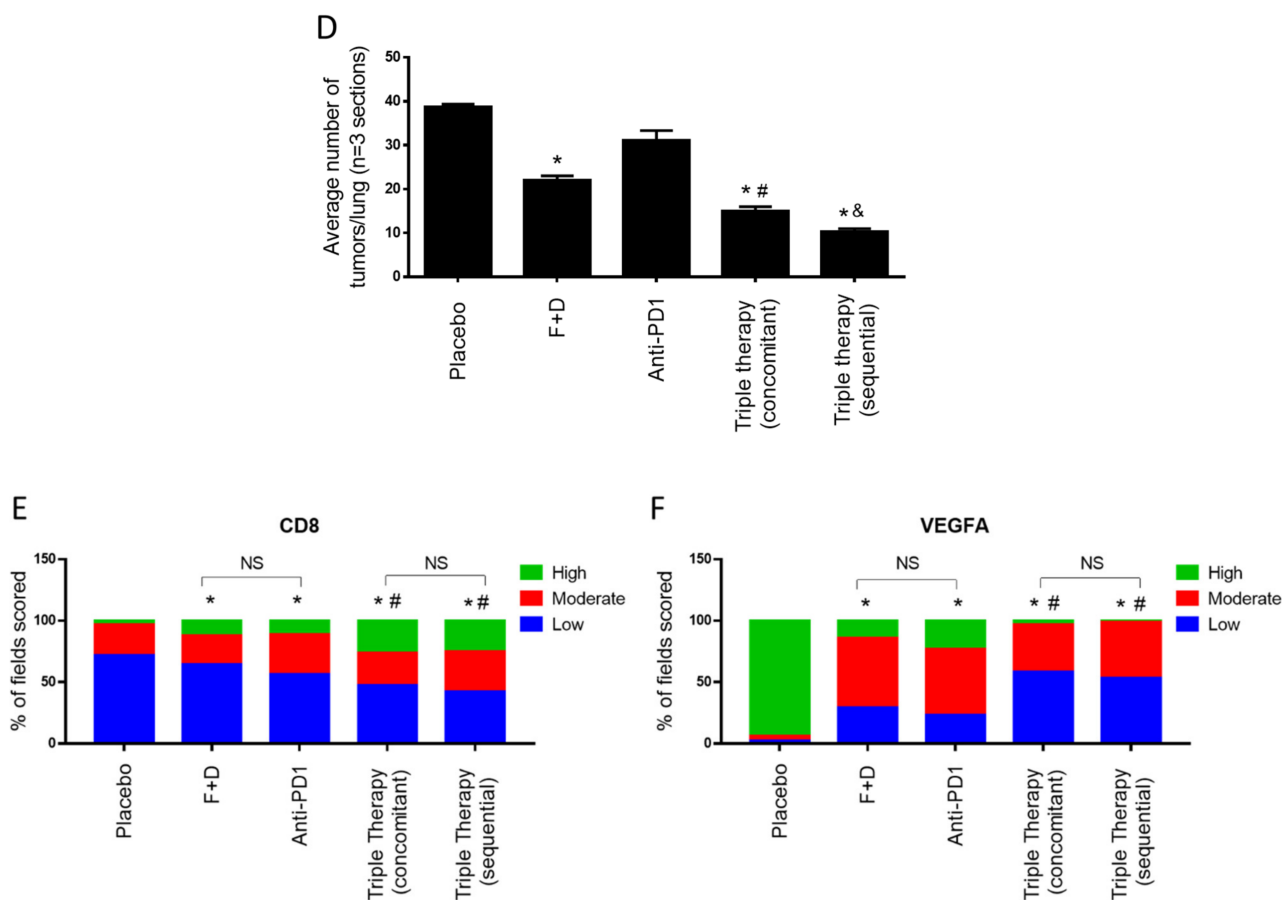 D
Average number of
tumors/lung (n=3 sections)
50
40
30
20
10
0
*
* #
* &
Placebo
F+D
Anti-PD1
Triple therapy
(concomitant)
Triple therapy
(sequential)
E
CD8
% of fields scored
150
100
50
0
NS
NS
*
*
* #
* #
High
Moderate
Low
Placebo
F+D
Anti-PD1
Triple Therapy
(concomitant)
Triple Therapy
(sequential)
F
VEGFA
% of fields scored
150
100
50
0
NS
NS
*
*
* #
* #
High
Moderate
Low
Placebo
F+D
Anti-PD1
Triple Therapy
(concomitant)
Triple Therapy
(sequential)